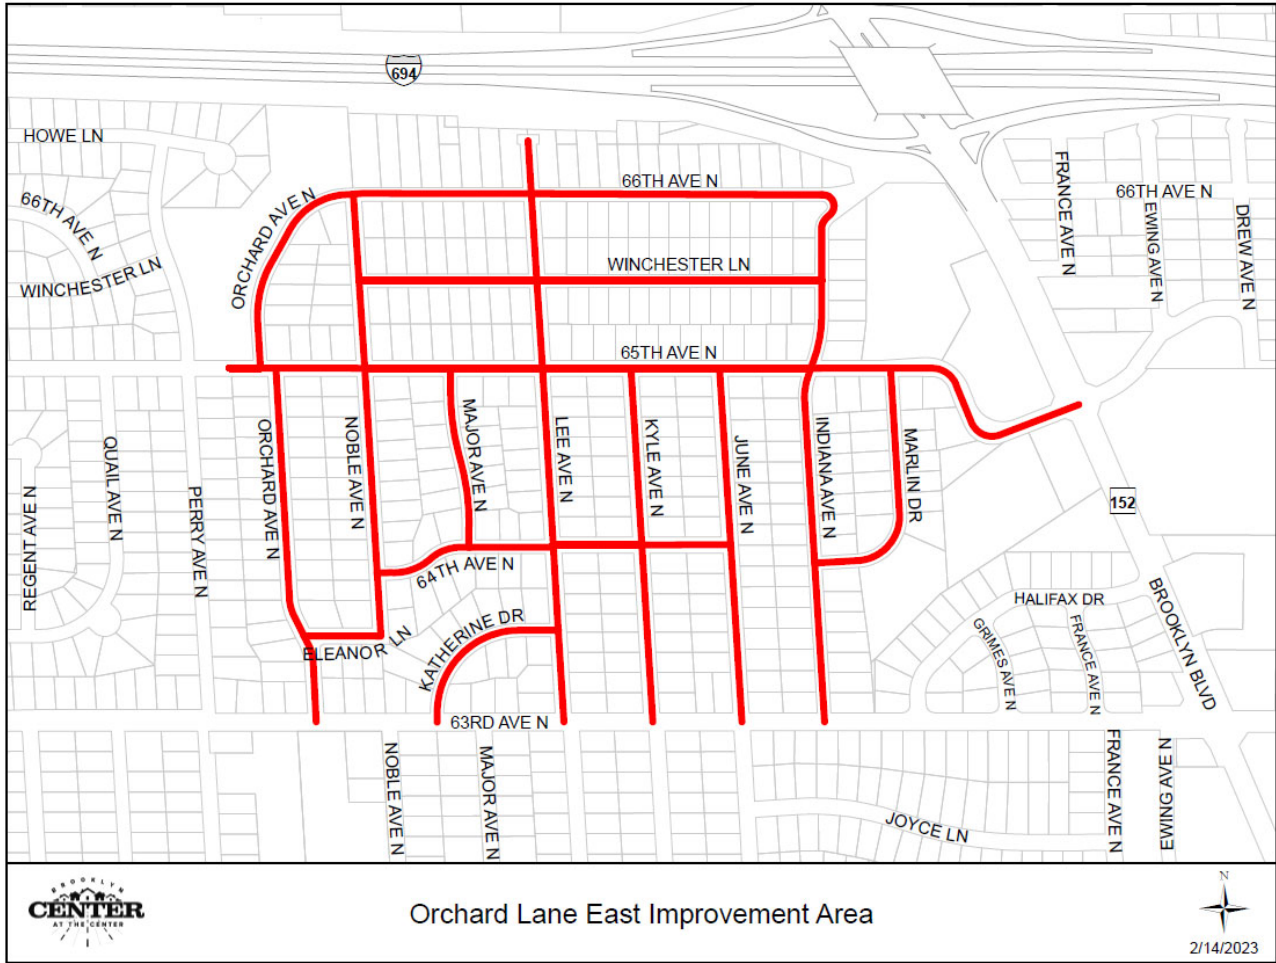 694
HOWE LN
66TH AVE N
WINCHESTER LN
ORCHARD AVE N
66TH AVE N
WINCHESTER LN
65TH AVE N
FRANCE AVE N
66TH AVE N
EWING AVE N
DREW AVE N
REGENT AVE N
QUAIL AVE N
PERRY AVE N
ORCHARD AVE N
NOBLE AVE N
MAJOR AVE N
LEE AVE N
KYLE AVE N
JUNE AVE N
INDIANA AVE N
MARLIN DR
152
64TH AVE N
ELEANOR LN
KATHERINE DR
HALIFAX DR
GRIMES AVE N
FRANCE AVE N
BROOKLYN BLVD
63RD AVE N
NOBLE AVE N
MAJOR AVE N
JOYCE LN
FRANCE AVE N
EWING AVE N
BROOKLYN
CENTER
AT THE CENTER
Orchard Lane East Improvement Area
N
2/14/2023